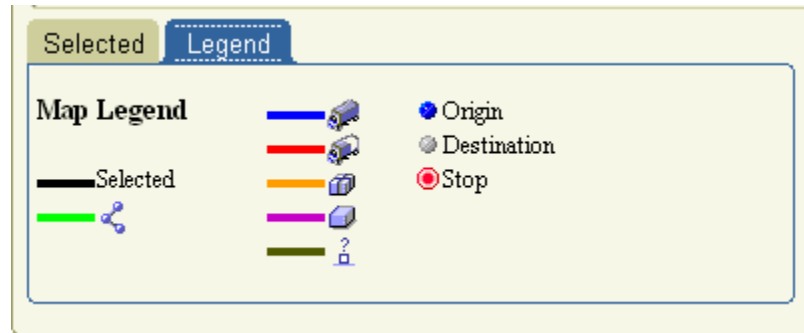 Selected
Legend
Map Legend
Selected
Origin
Destination
Stop
?